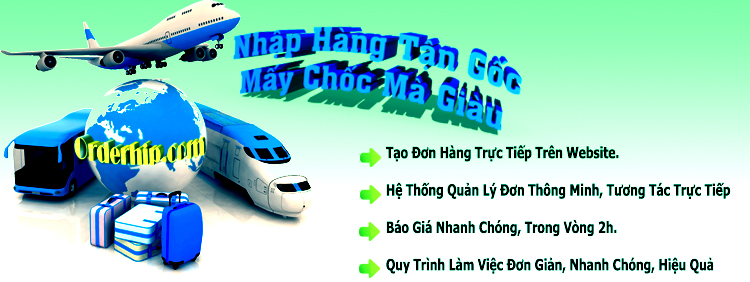 Nhập Hàng Tận Gốc
Mấy Chốc Mà Giàu
Orderhip.com
Tạo Đơn Hàng Trực Tiếp Trên Website.
Hệ Thống Quản Lý Đơn Thông Minh, Tương Tác Trực Tiếp
Báo Giá Nhanh Chóng, Trong Vòng 2h.
Quy Trình Làm Việc Đơn Giản, Nhanh Chóng, Hiệu Quả